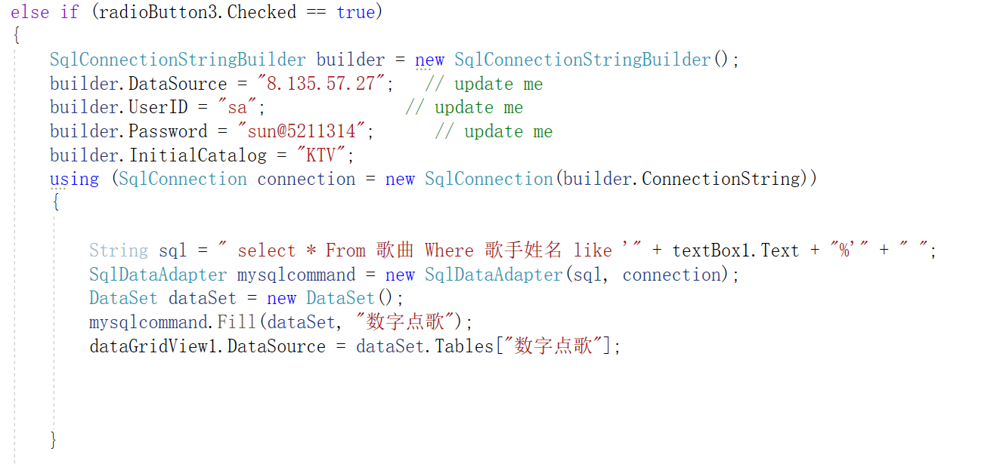 else if (radioButton3.Checked == true)
{
SqlConnectionStringBuilder builder = new SqlConnectionStringBuilder();
builder.DataSource = "8.135.57.27"; // update me
builder.UserID = "sa"; // update me
builder.Password = "sun@5211314"; // update me
builder.InitialCatalog = "KTV";
using (SqlConnection connection = new SqlConnection(builder.ConnectionString))
{
String sql = " select * From 歌曲 Where 歌手姓名 like '" + textBox1.Text + "%'" + " ";
SqlDataAdapter mysqlcommand = new SqlDataAdapter(sql, connection);
DataSet dataSet = new DataSet();
mysqlcommand.Fill(dataSet, "数字点歌");
dataGridView1.DataSource = dataSet.Tables["数字点歌"];
}